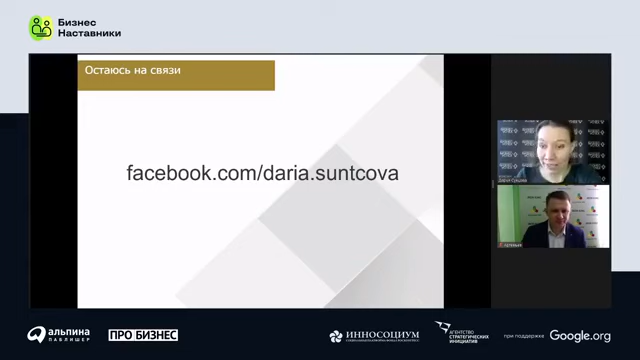 Бизнес
Наставники
Остаюсь на связи
facebook.com/daria.suntcova
альпина
ПАБЛИШЕР
ПРО БИЗНЕС
ИННОСОЦИУМ
АГЕНТСТВО
СТРАТЕГИЧЕСКИХ
ИНИЦИАТИВ
при поддержке
Google.org